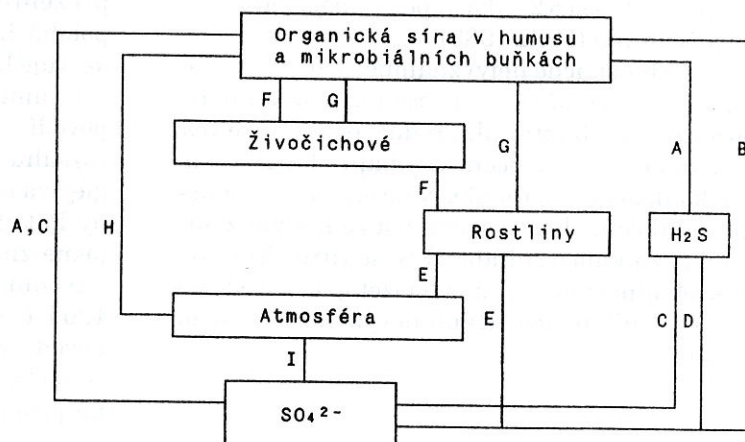 Organická síra v humusu
a mikrobiálních buňkách
F
G
Živočichové
G
A
B
F
A,C
H
Rostliny
H₂S
E
Atmosféra
E
C
D
I
SO₄²⁻